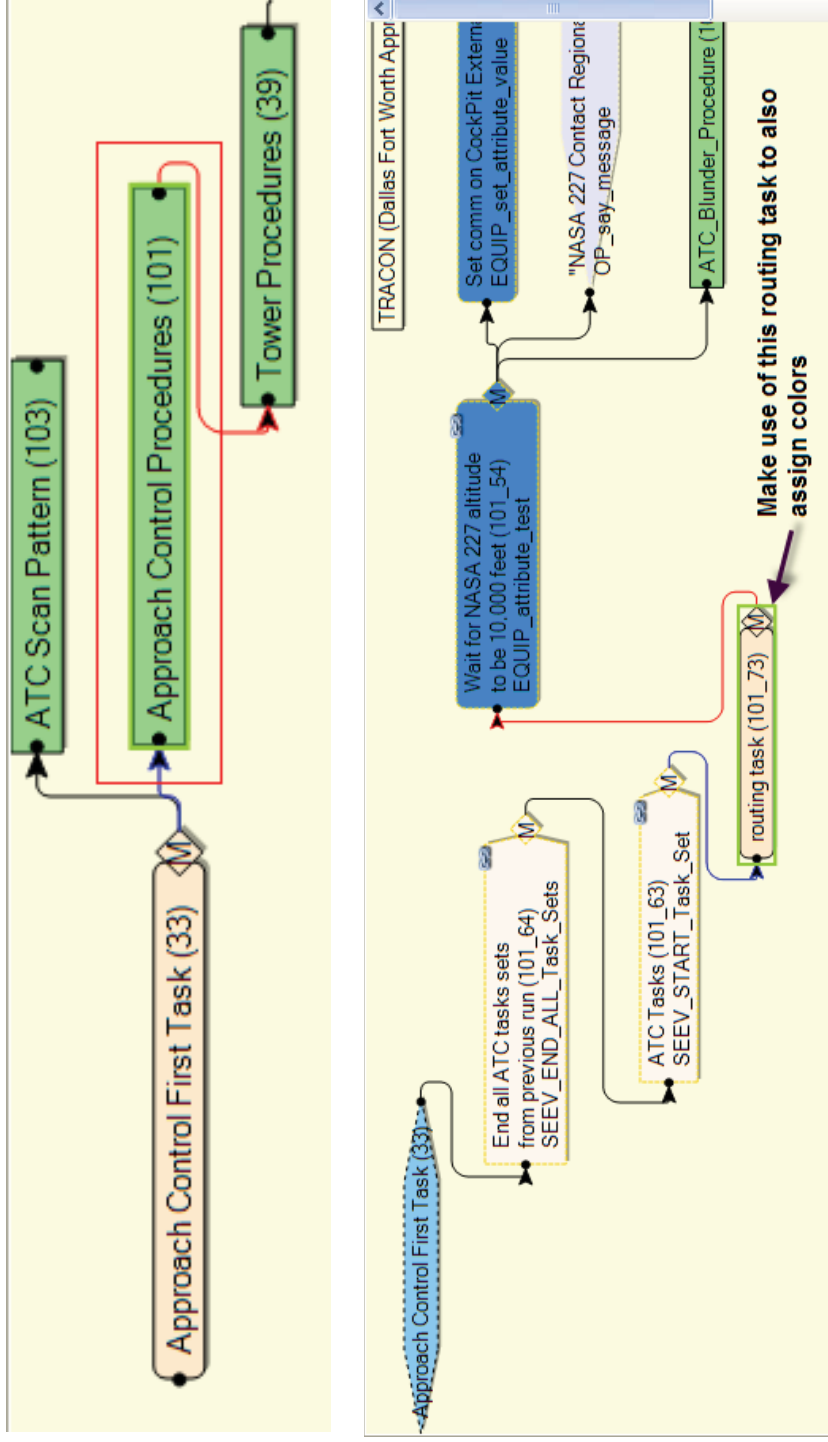 ATC Scan Pattern (103)
Approach Control First Task (33)
M
Approach Control Procedures (101)
Tower Procedures (39)
TRACON (Dallas Fort Worth Appr
Approach Control First Task (33)
End all ATC tasks sets
from previous run (101_64)
SEEV_END_ALL_Task_Sets
M
ATC Tasks (101_63)
SEEV_START_Task_Set
M
routing task (101_73)
M
Wait for NASA 227 altitude
to be 10,000 feet (101_54)
EQUIP_attribute_test
M
Set comm on CockPit Extern
EQUIP_set_attribute_value
"NASA 227 Contact Regiona
OP_say_message
ATC_Blunder_Procedure (10
Make use of this routing task to also
assign colors